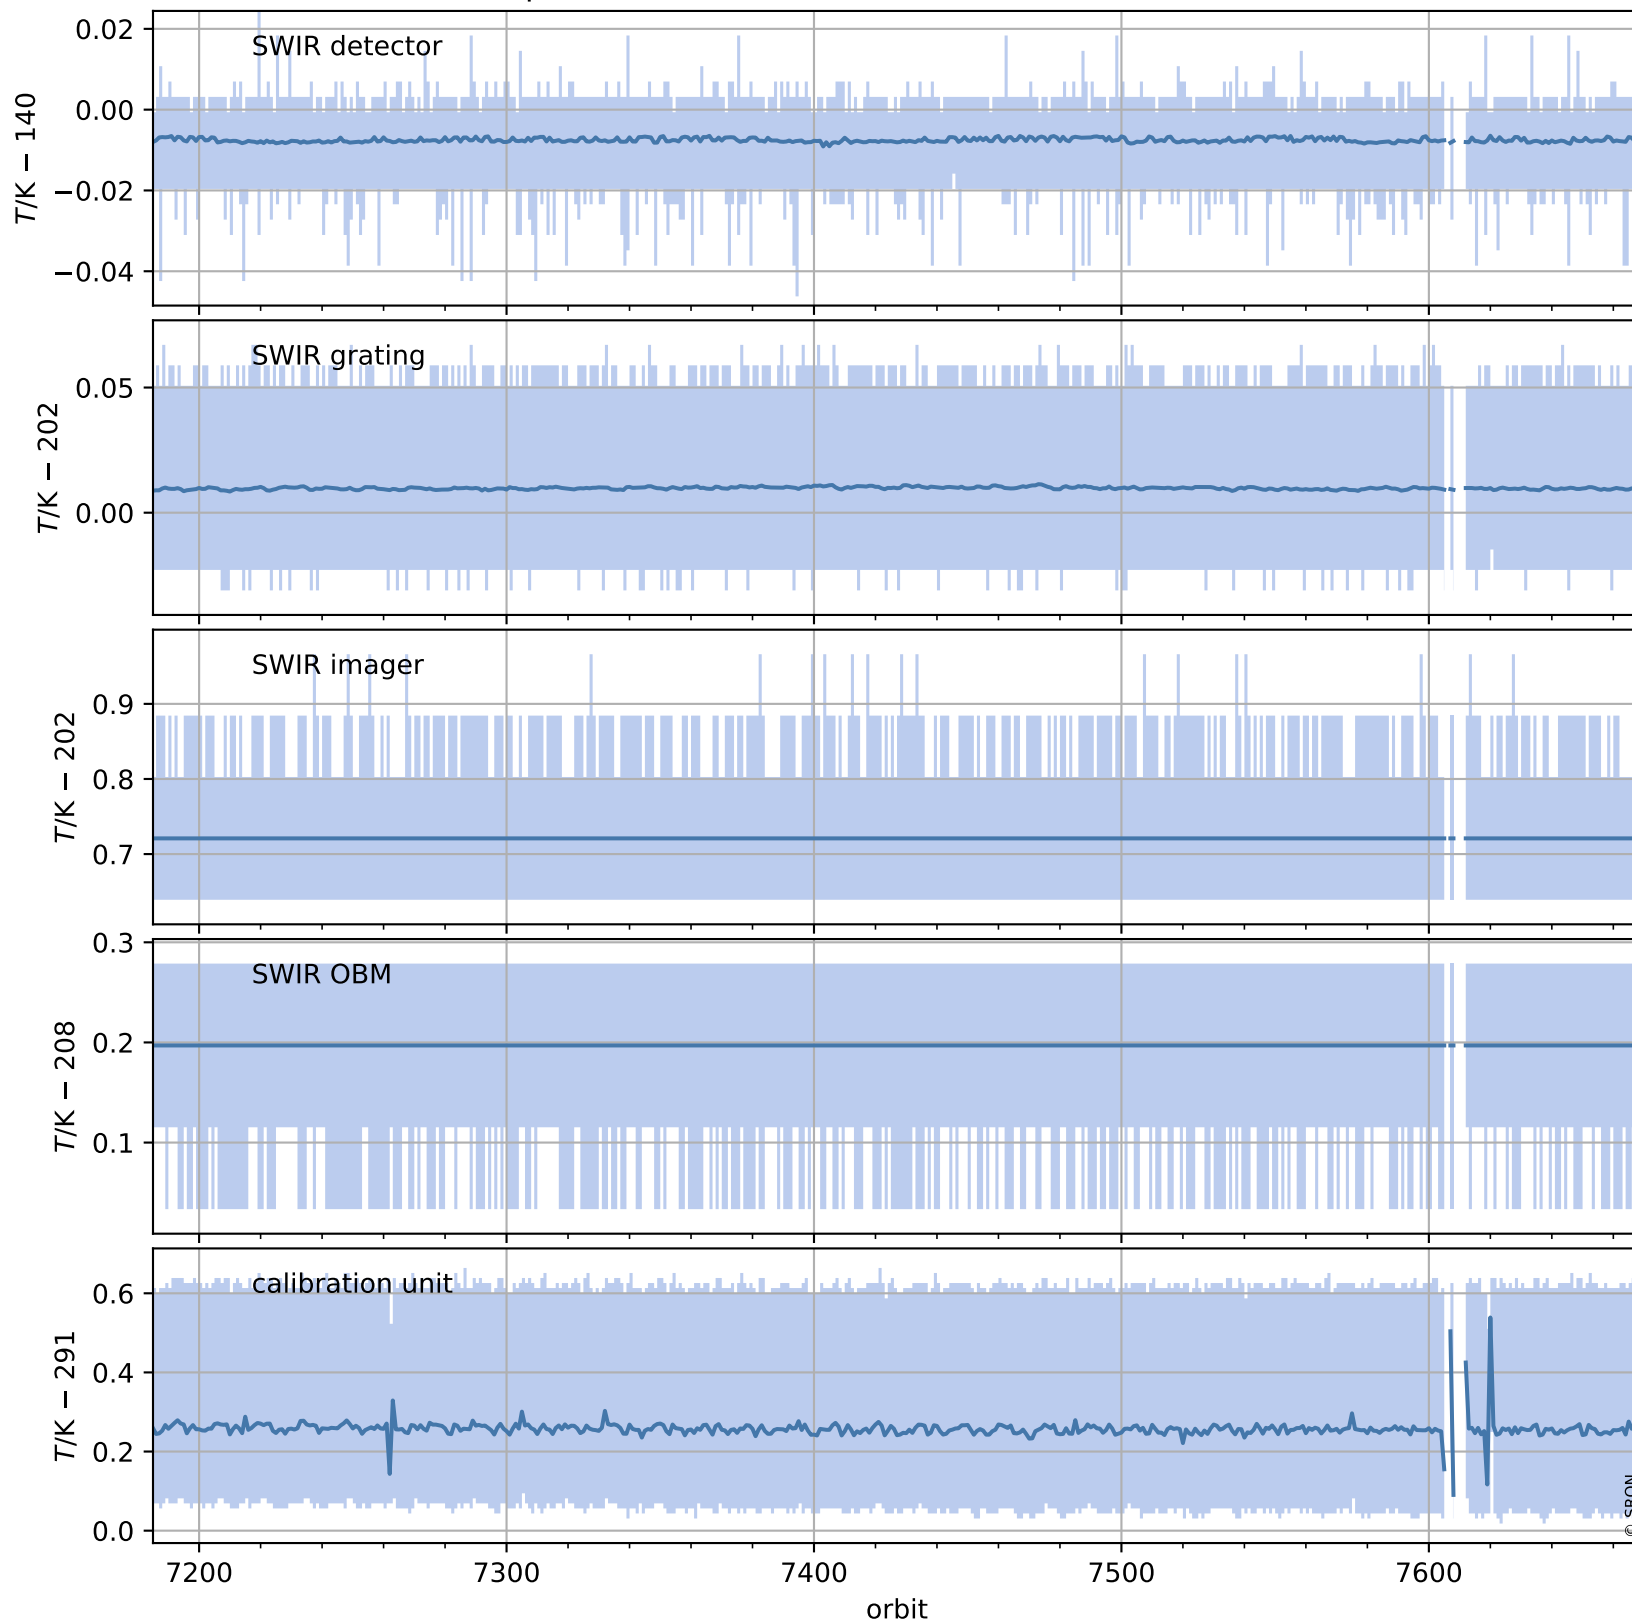 0.02
SWIR detector
0.00
−0.02
−0.04
T/K − 140
SWIR grating
0.05
0.00
T/K − 202
SWIR imager
0.9
0.8
0.7
T/K − 202
0.3
SWIR OBM
0.2
0.1
T/K − 208
calibration unit
0.6
0.4
0.2
0.0
T/K − 291
© SRON
7200 7300 7400 7500 7600
orbit